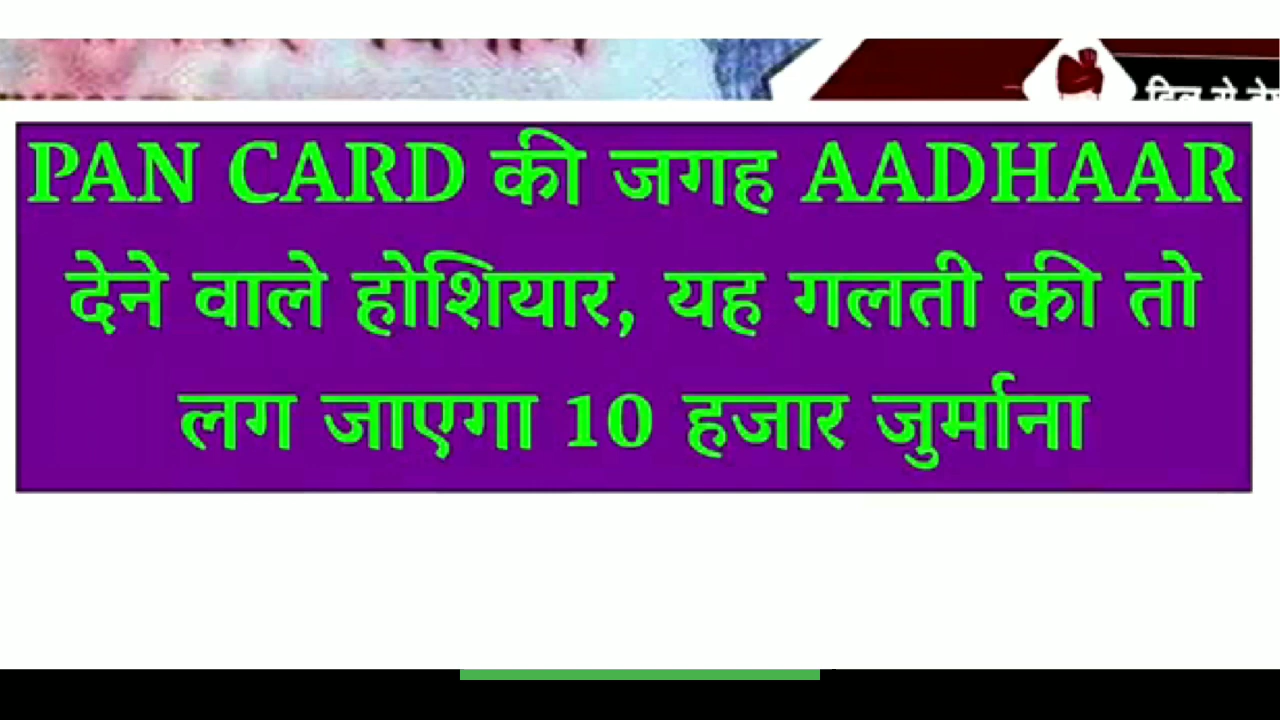 दिल से देश
PAN CARD की जगह AADHAAR
देने वाले होशियार, यह गलती की तो
लग जाएगा 10 हजार जुर्माना